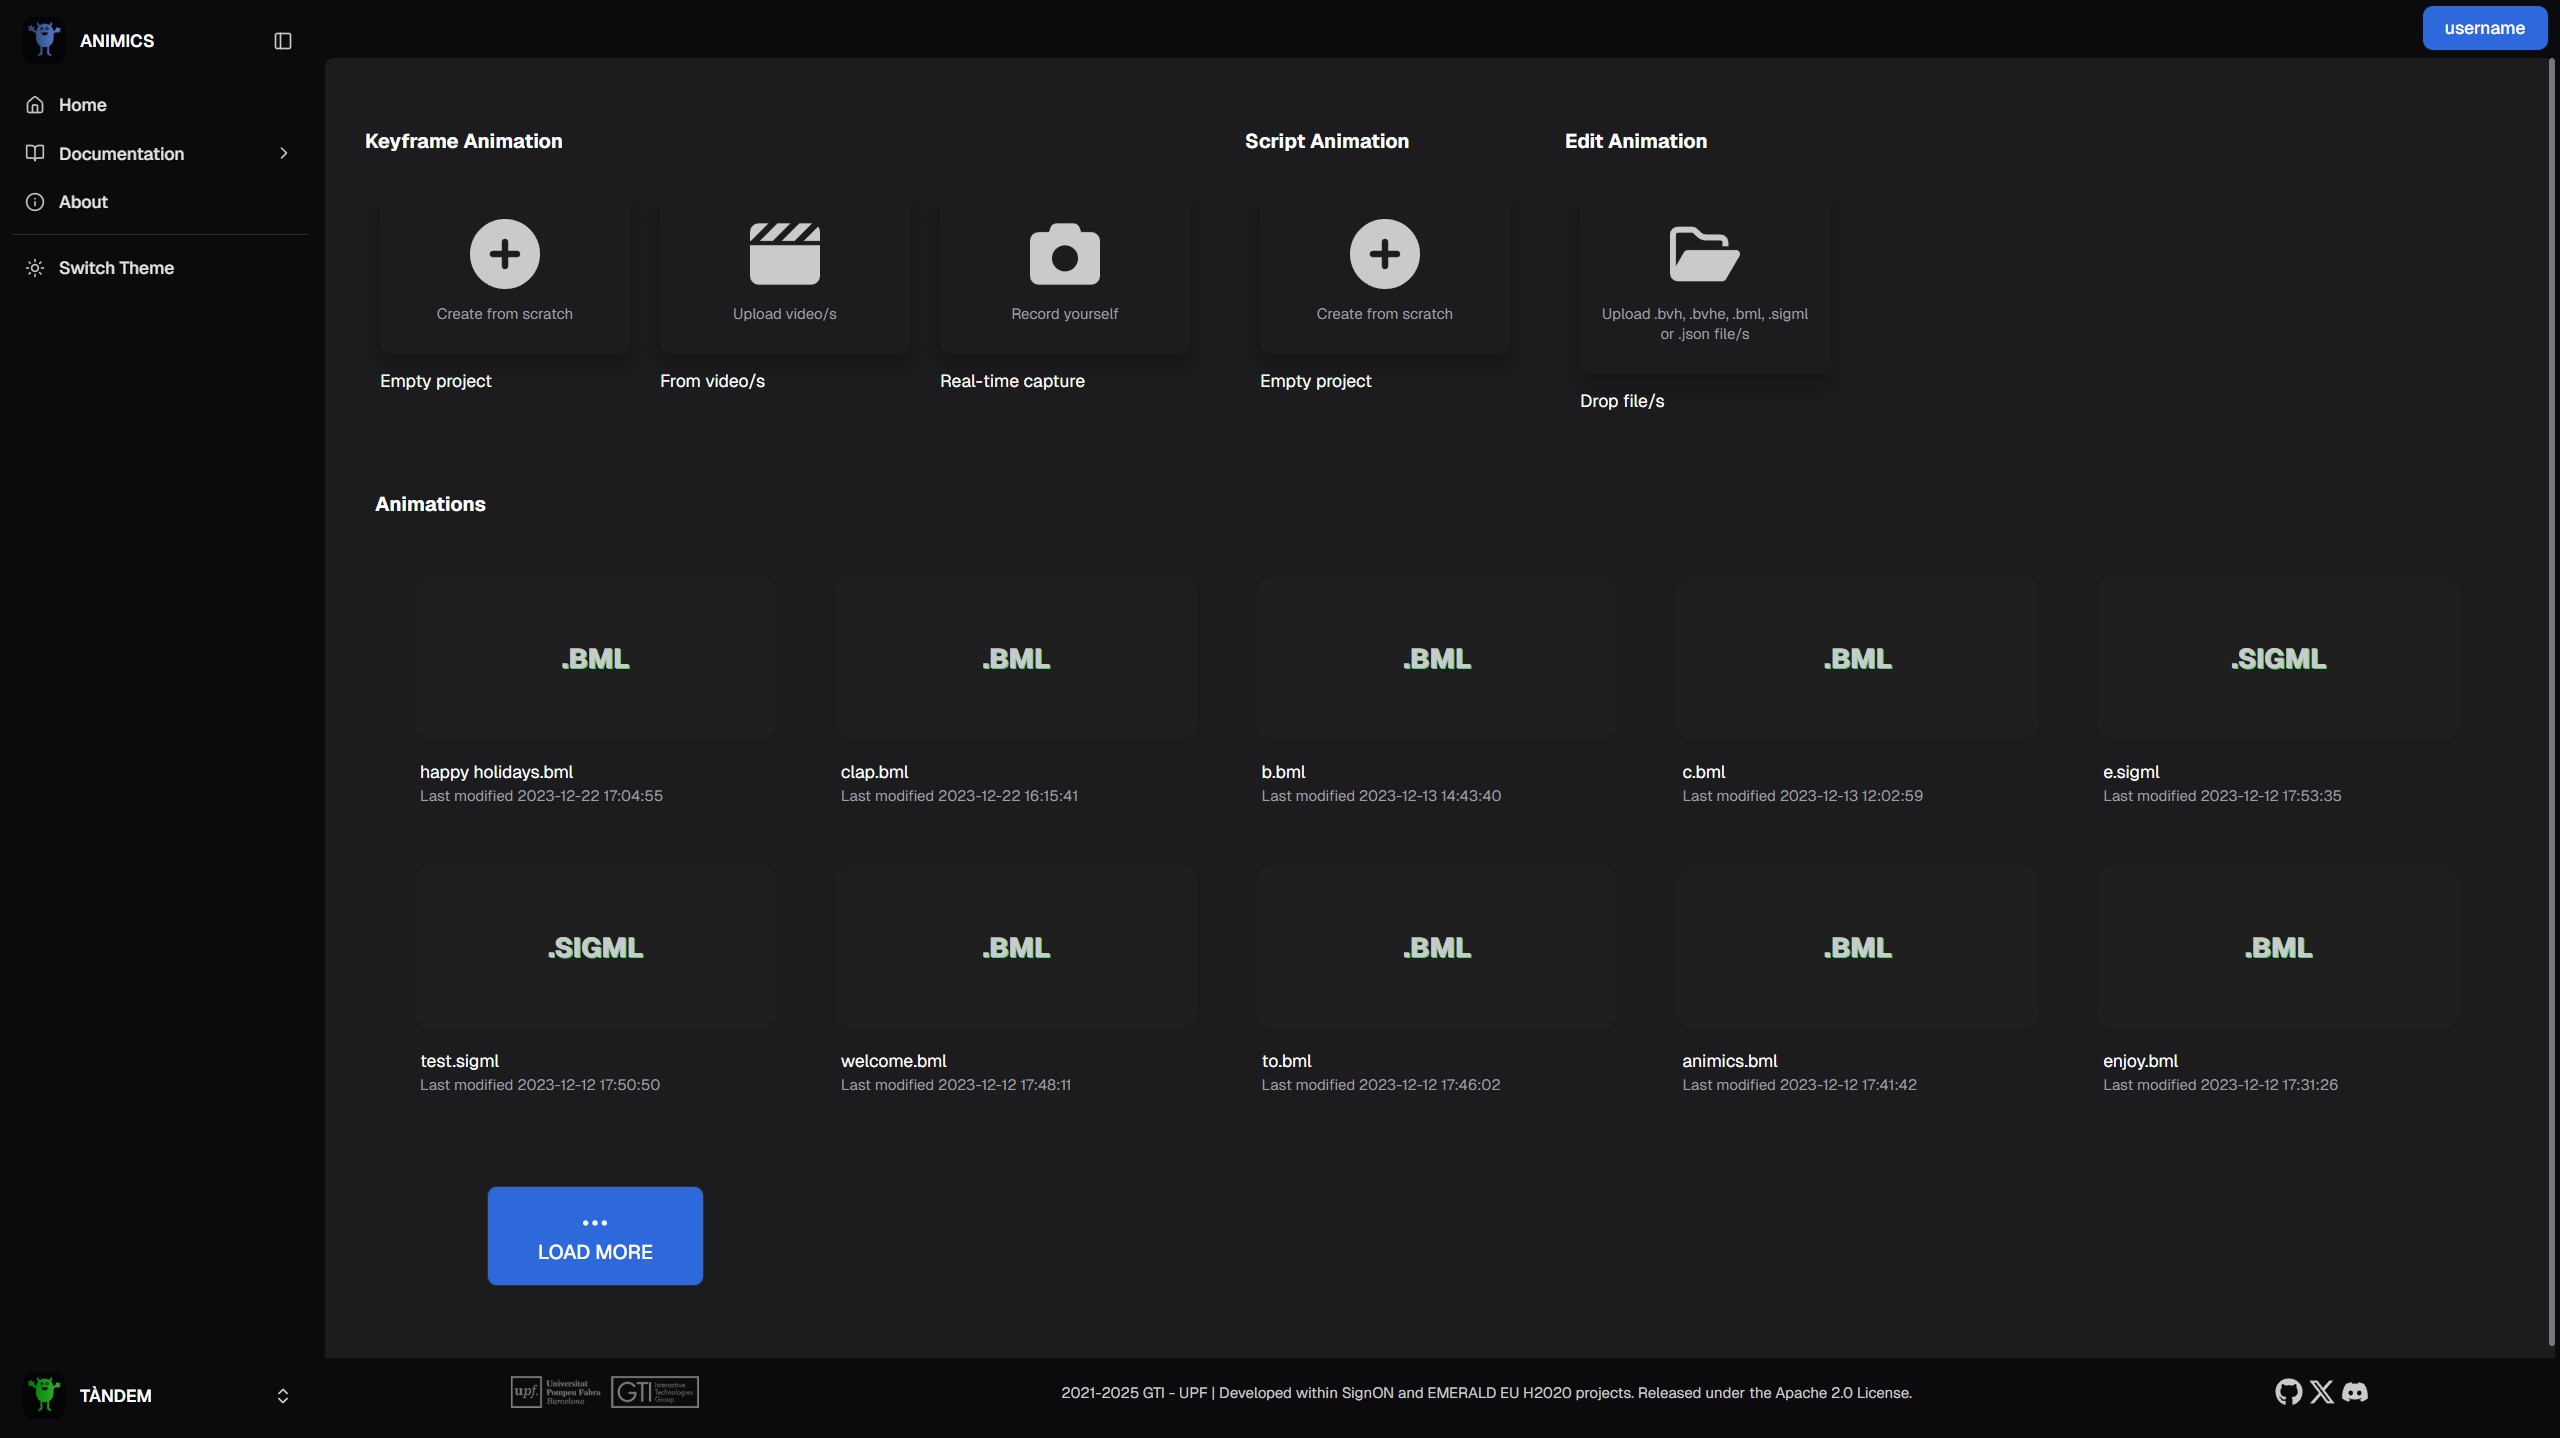 ANIMICS
username
Home
Documentation
About
Switch Theme
Keyframe Animation
Script Animation
Edit Animation
Create from scratch
Upload video/s
Record yourself
Create from scratch
Upload .bvh, .bvhe, .bml, .sigml
or .json file/s
Empty project
From video/s
Real-time capture
Empty project
Drop file/s
Animations
.BML
.BML
.BML
.BML
.SIGML
happy holidays.bml
Last modified 2023-12-22 17:04:55
clap.bml
Last modified 2023-12-22 16:15:41
b.bml
Last modified 2023-12-13 14:43:40
c.bml
Last modified 2023-12-13 12:02:59
e.sigml
Last modified 2023-12-12 17:53:35
.SIGML
.BML
.BML
.BML
.BML
test.sigml
Last modified 2023-12-12 17:50:50
welcome.bml
Last modified 2023-12-12 17:48:11
to.bml
Last modified 2023-12-12 17:46:02
animics.bml
Last modified 2023-12-12 17:41:42
enjoy.bml
Last modified 2023-12-12 17:31:26
LOAD MORE
TÀNDEM
upf.
Universitat
Pompeu Fabra
Barcelona
GTI
Interactive
Technologies
Group
2021-2025 GTI - UPF | Developed within SignON and EMERALD EU H2020 projects. Released under the Apache 2.0 License.